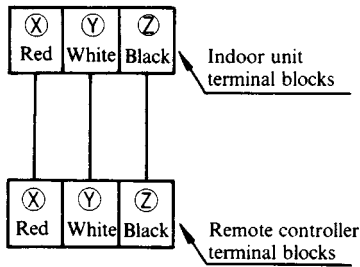 Ⓧ Ⓨ Ⓩ
Red White Black
Indoor unit
terminal blocks
Ⓧ Ⓨ Ⓩ
Red White Black
Remote controller
terminal blocks